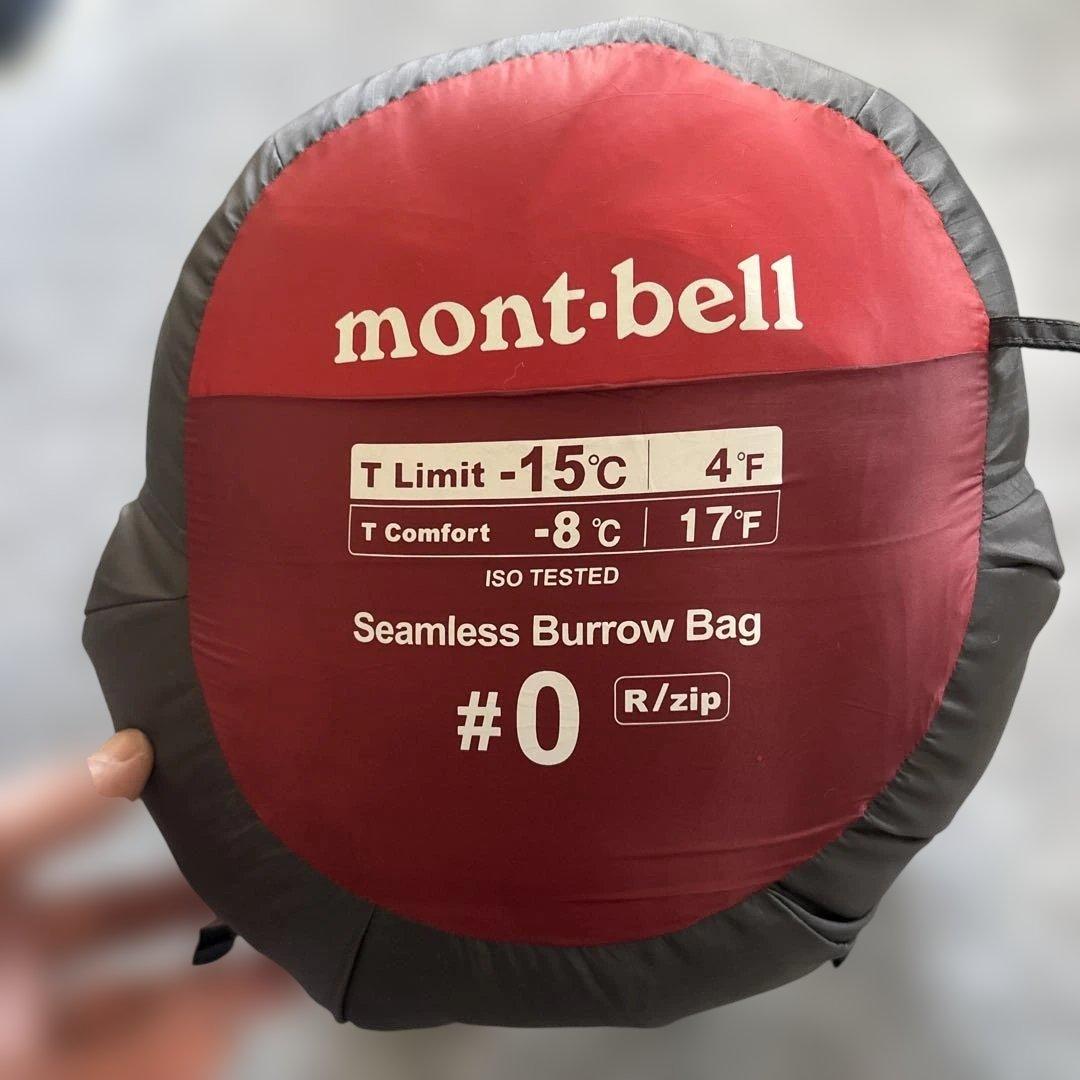 mont·bell
T Limit -15°C 4°F
T Comfort -8 °C 17°F
ISO TESTED
Seamless Burrow Bag
#0 R/zip